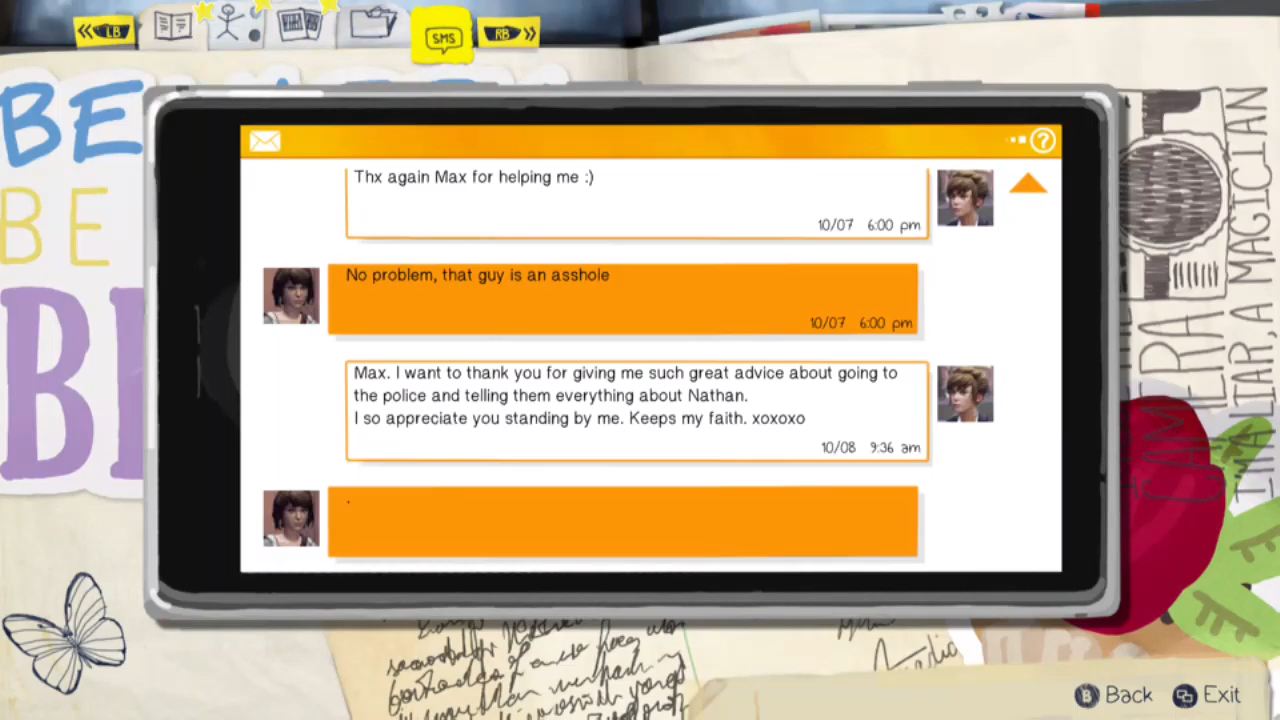 LB
SMS
RB
BE
BE
Thx again Max for helping me :)
10/07 6:00 pm
No problem, that guy is an asshole
10/07 6:00 pm
Max. I want to thank you for giving me such great advice about going to
the police and telling them everything about Nathan.
I so appreciate you standing by me. Keeps my faith. xoxoxo
10/08 9:36 am
.
CAMERA
LIAR, A MAGICIAN
B Back
Exit